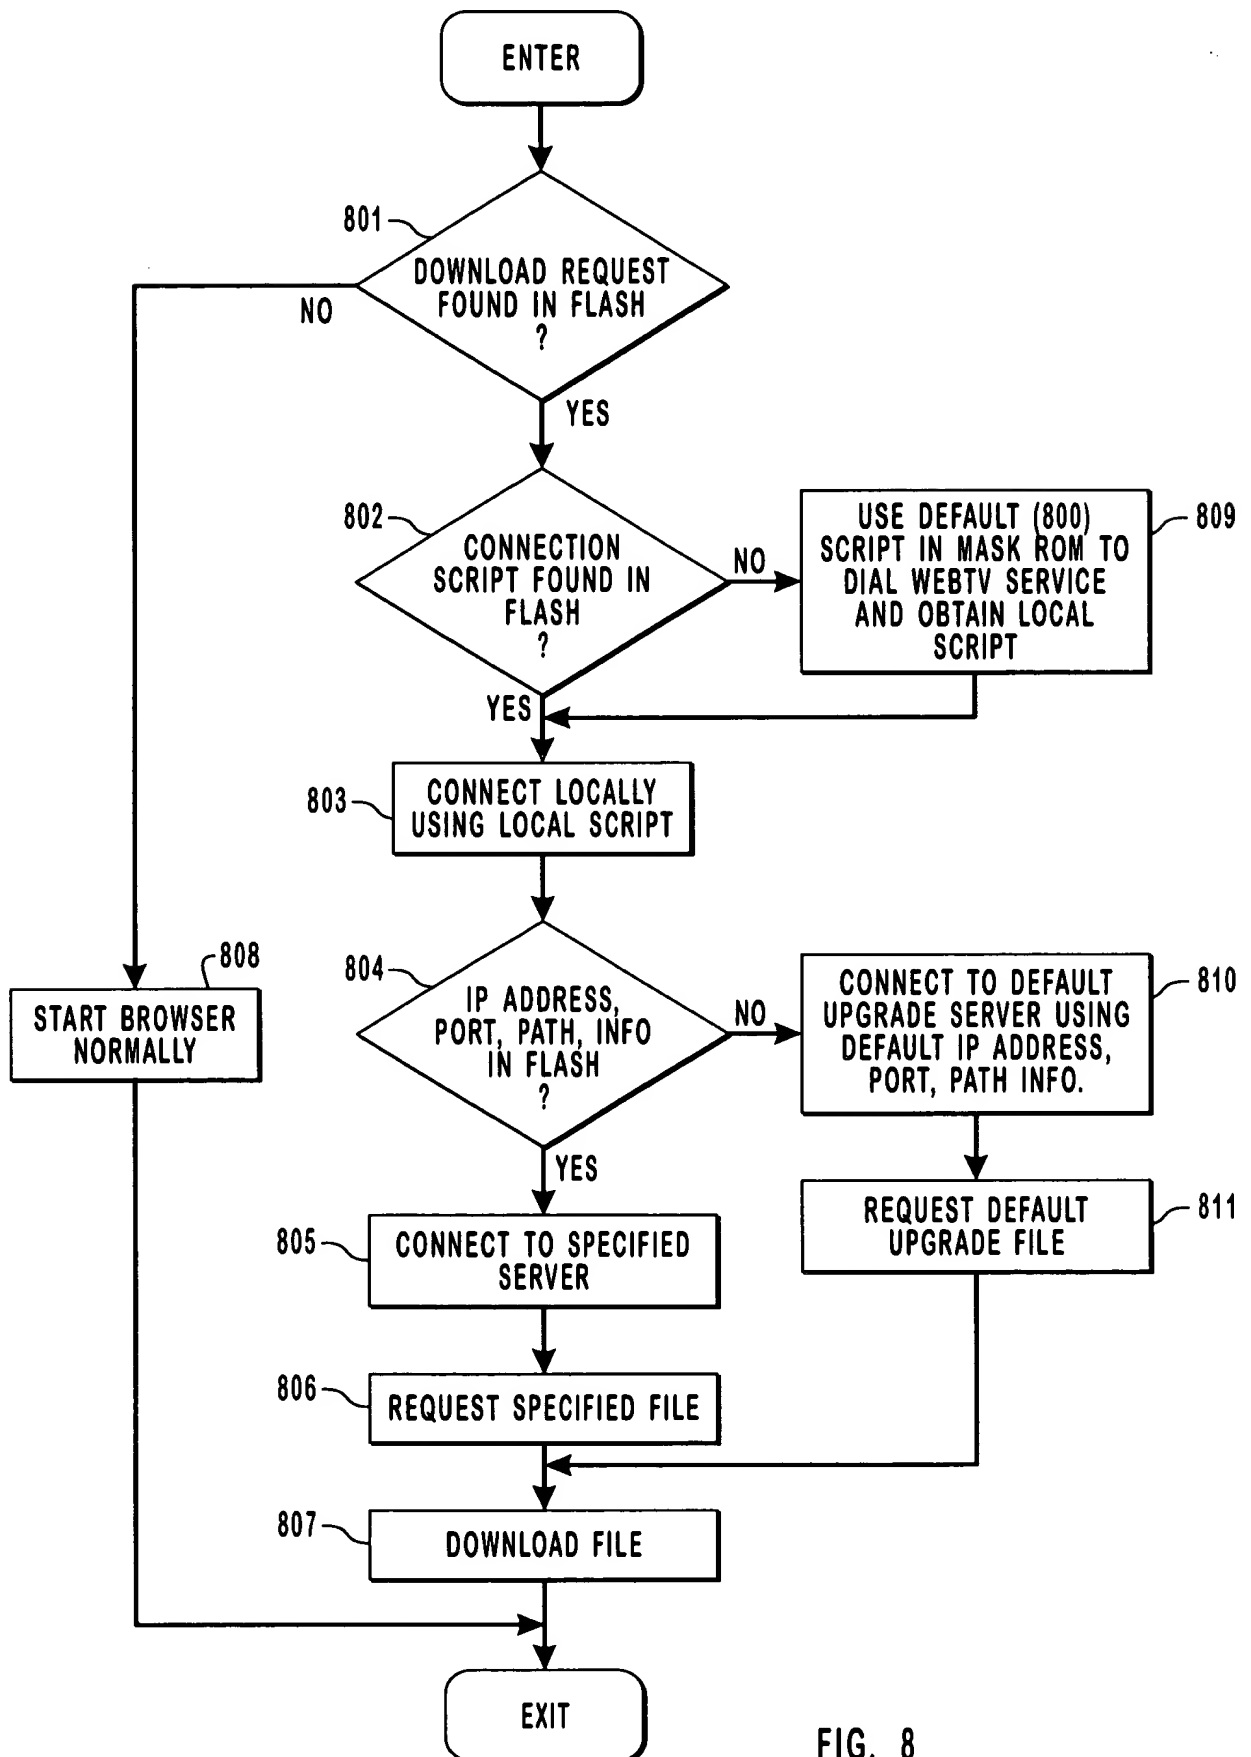 ENTER
801
DOWNLOAD REQUEST
FOUND IN FLASH
?
NO
YES
802
CONNECTION
SCRIPT FOUND IN
FLASH
?
NO
USE DEFAULT (800)
SCRIPT IN MASK ROM TO
DIAL WEBTV SERVICE
AND OBTAIN LOCAL
SCRIPT
809
YES
803
CONNECT LOCALLY
USING LOCAL SCRIPT
808
START BROWSER
NORMALLY
804
IP ADDRESS,
PORT, PATH, INFO
IN FLASH
?
NO
CONNECT TO DEFAULT
UPGRADE SERVER USING
DEFAULT IP ADDRESS,
PORT, PATH INFO.
810
YES
805
CONNECT TO SPECIFIED
SERVER
REQUEST DEFAULT
UPGRADE FILE
811
806
REQUEST SPECIFIED FILE
807
DOWNLOAD FILE
EXIT
FIG. 8